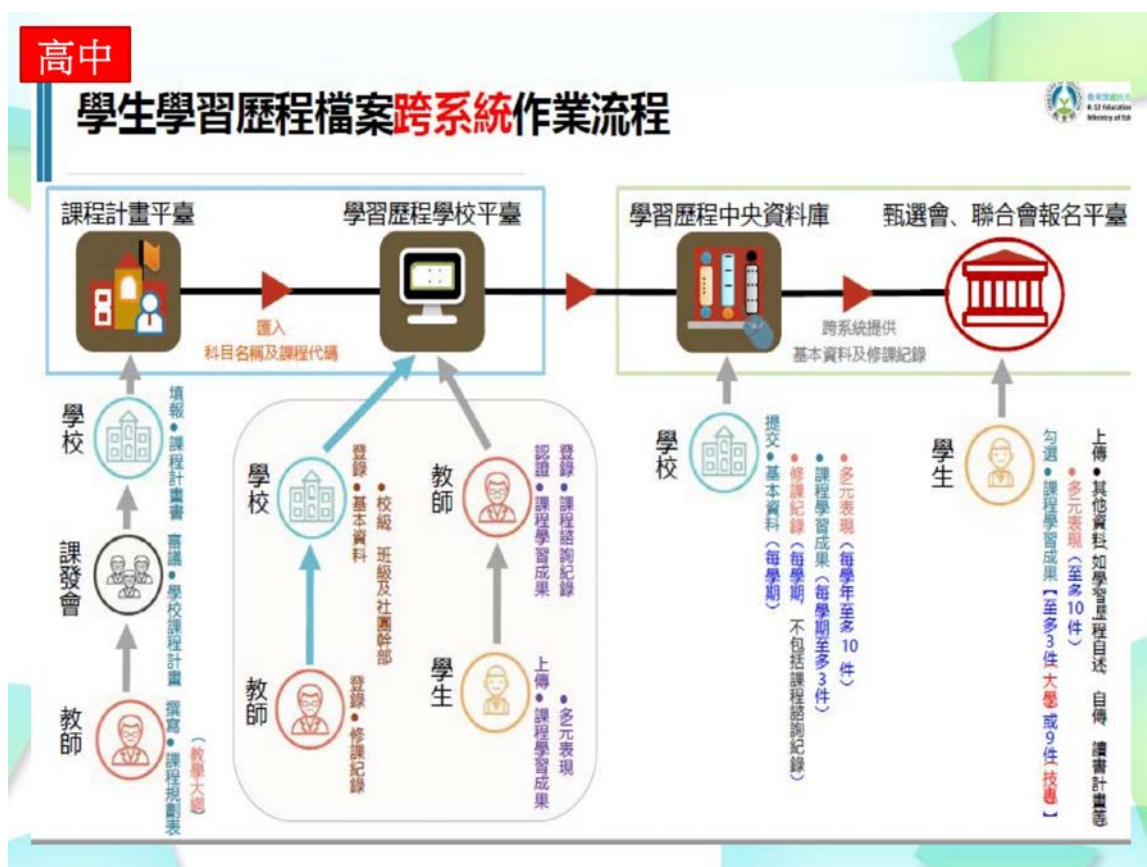 高中
學生學習歷程檔案跨系統作業流程
K-12 Education
Ministry of Ed
課程計畫平臺
學習歷程學校平臺
學習歷程中央資料庫
甄選會、聯合會報名平臺
匯入
科目名稱及課程代碼
跨系統提供
基本資料及修課紀錄
學校
填報•課程計畫書
課發會
審議•學校課程計畫
教師
撰寫•課程規劃表
(教學大綱)
學校
登錄•基本資料
•校級 班級及社團幹部
教師
登錄•修課紀錄
教師
登錄•課程諮詢紀錄
認證•課程學習成果
學生
上傳•課程學習成果
•多元表現
學校
提交•基本資料(每學期)
•修課紀錄(每學期, 不包括課程諮詢紀錄)
•課程學習成果(每學期至多3件)
•多元表現(每學年至多10件)
學生
勾選•課程學習成果【至多3件(大學)或9件(技專)】
•多元表現(至多10件)
上傳•其他資料(如學習歷程自述 自傳 讀書計畫等)